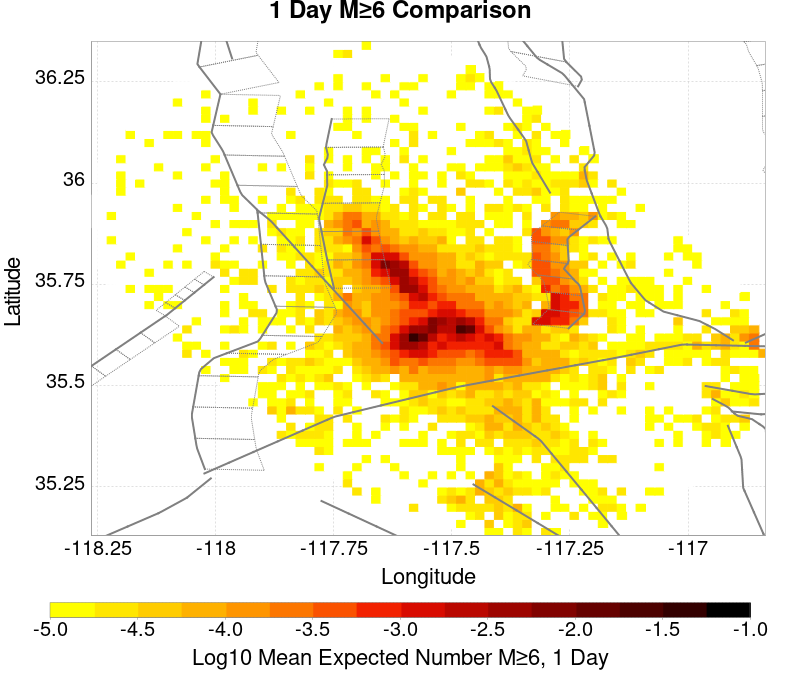 1 Day M≥6 Comparison
36.25
36
35.75
35.5
35.25
Latitude
-118.25 -118 -117.75 -117.5 -117.25 -117
Longitude
-5.0 -4.5 -4.0 -3.5 -3.0 -2.5 -2.0 -1.5 -1.0
Log10 Mean Expected Number M≥6, 1 Day